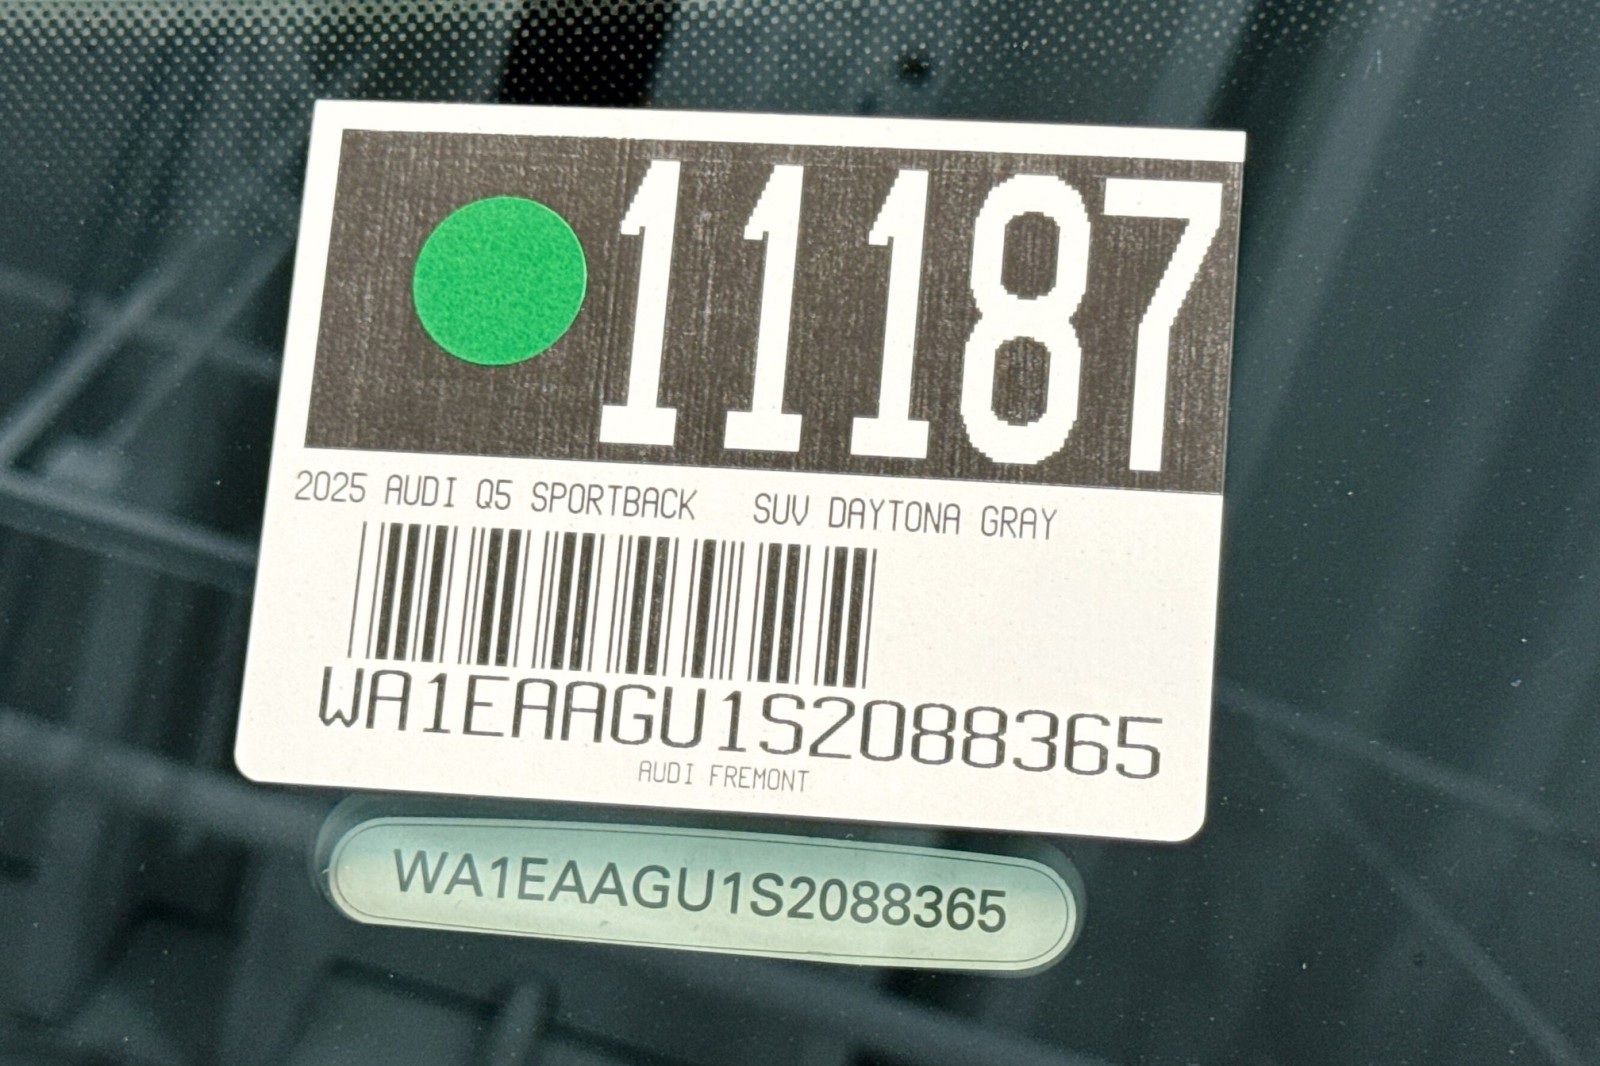 11187
2025 AUDI Q5 SPORTBACK SUV DAYTONA GRAY
WA1EAAGU1S2088365
AUDI FREMONT
WA1EAAGU1S2088365